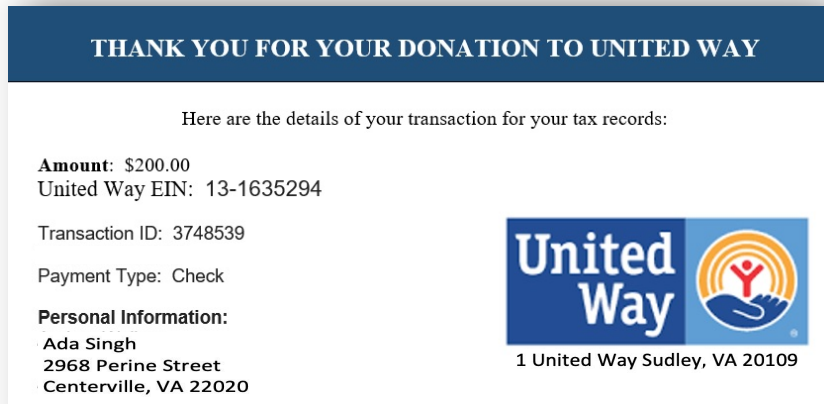 THANK YOU FOR YOUR DONATION TO UNITED WAY
Here are the details of your transaction for your tax records:
Amount: $200.00
United Way EIN: 13-1635294
Transaction ID: 3748539
Payment Type: Check
Personal Information:
Ada Singh
2968 Perine Street
Centerville, VA 22020
United
Way
®
1 United Way Sudley, VA 20109